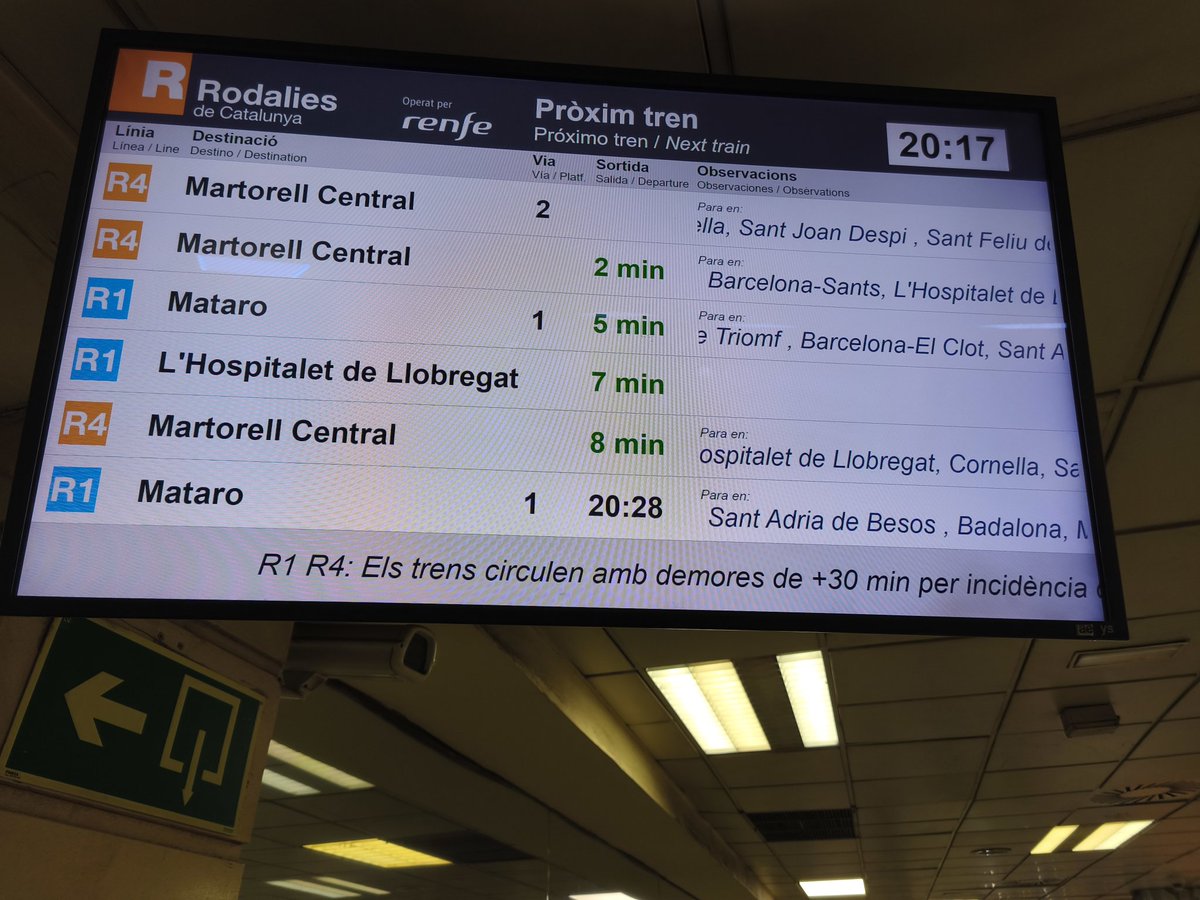 R Rodalies de Catalunya
Operat per renfe
Pròxim tren
Próximo tren / Next train
20:17
Línia Destinació Via Sortida Observacions
Línea / Line Destino / Destination Vía / Platf. Salida / Departure Observaciones / Observations
R4 Martorell Central 2 Para en: ella, Sant Joan Despi , Sant Feliu de
R4 Martorell Central 2 min Para en: Barcelona-Sants, L'Hospitalet de
R1 Mataro 1 5 min Para en: e Triomf , Barcelona-El Clot, Sant A
R1 L'Hospitalet de Llobregat 7 min
R4 Martorell Central 8 min Para en: ospitalet de Llobregat, Cornella, Sa
R1 Mataro 1 20:28 Para en: Sant Adria de Besos , Badalona,
R1 R4: Els trens circulen amb demores de +30 min per incidència